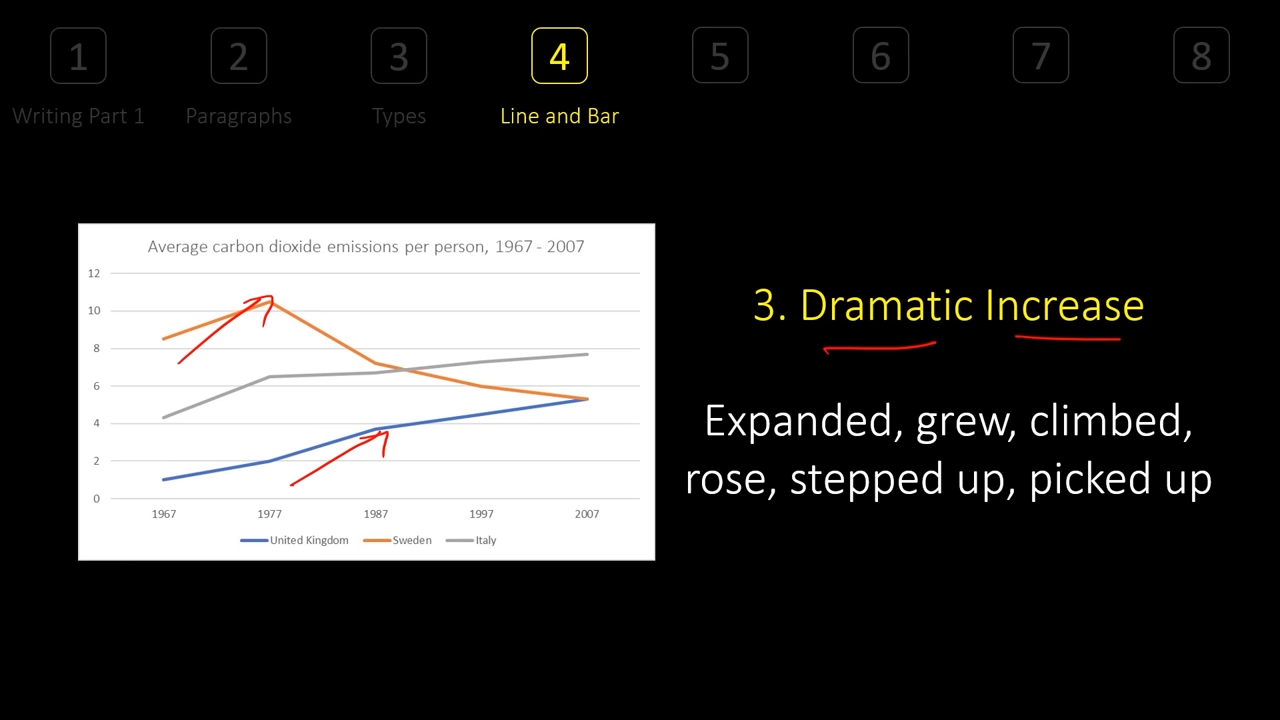 1 2 3 4 5 6 7 8
Writing Part 1 Paragraphs Types Line and Bar
Average carbon dioxide emissions per person, 1967 - 2007
12
10
8
6
4
2
0
1967 1977 1987 1997 2007
United Kingdom Sweden Italy
3. Dramatic Increase
Expanded, grew, climbed,
rose, stepped up, picked up